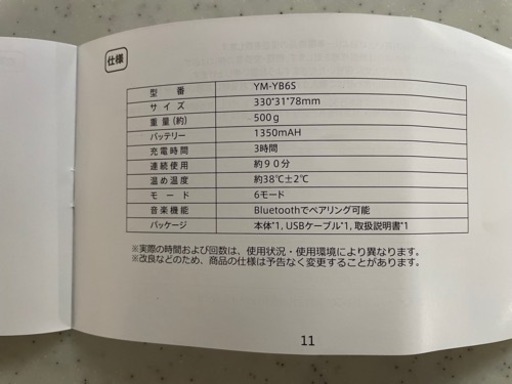 仕様
型 番 YM-YB6S
サイズ 330*31*78mm
重量(約) 500g
バッテリー 1350mAH
充電時間 3時間
連続使用 約90分
温め温度 約38℃±2℃
モード 6モード
音楽機能 Bluetoothでペアリング可能
パッケージ 本体*1, USBケーブル*1, 取扱説明書*1
※実際の時間および回数は、使用状況・使用環境により異なります。
※改良などのため、商品の仕様は予告なく変更することがあります。
11